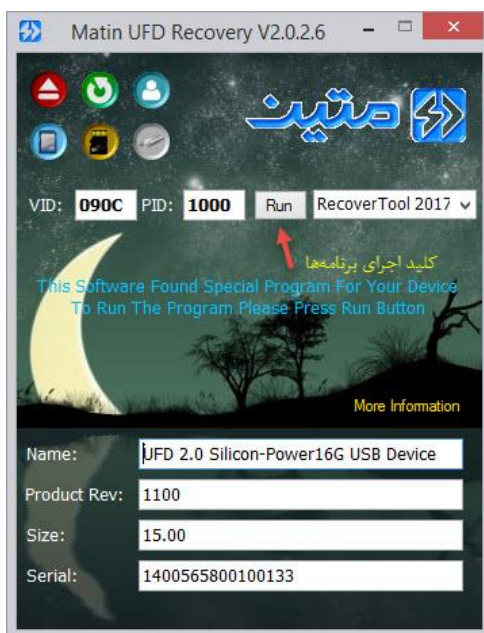 Matin UFD Recovery V2.0.2.6
متین
VID: 090C PID: 1000 Run RecoverTool 2017
کلید اجرای برنامه‌ها
This Software Found Special Program For Your Device
To Run The Program Please Press Run Button
More Information
Name: UFD 2.0 Silicon-Power16G USB Device
Product Rev: 1100
Size: 15.00
Serial: 1400565800100133